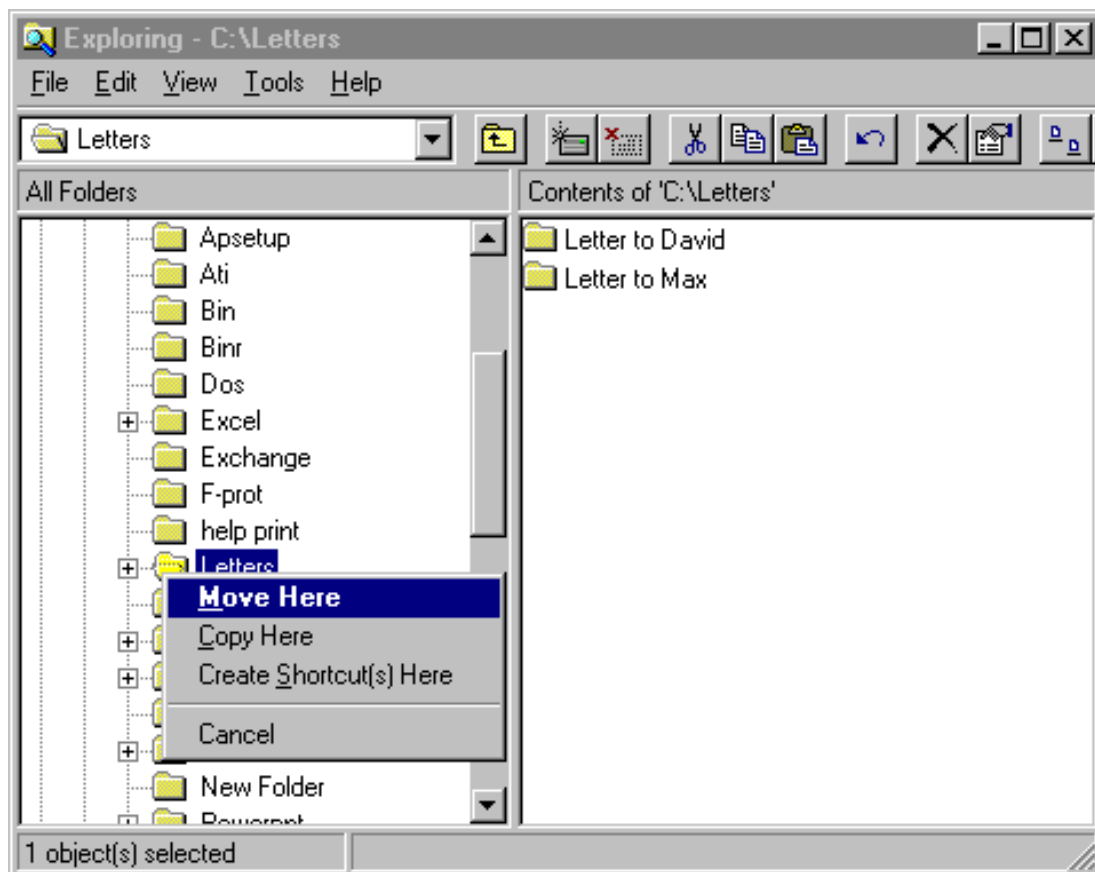 Exploring - C:\Letters
File Edit View Tools Help
Letters
All Folders
Contents of 'C:\Letters'
Apsetup
Ati
Bin
Binr
Dos
Excel
Exchange
F-prot
help print
Letters
Move Here
Copy Here
Create Shortcut(s) Here
Cancel
New Folder
Powerpnt
Letter to David
Letter to Max
1 object(s) selected